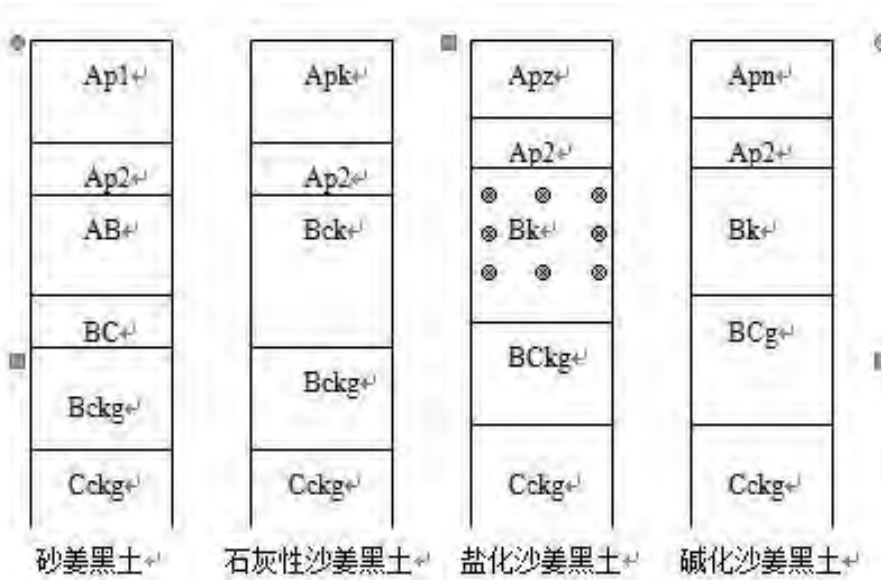 Ap1 Apk Apz Apn
Ap2 Ap2 Ap2 Ap2
AB Bck Bk Bk
BC BCkg BCg
Bckg Bckg
Cckg Cckg Cckg Cckg
砂姜黑土 石灰性沙姜黑土 盐化沙姜黑土 碱化沙姜黑土